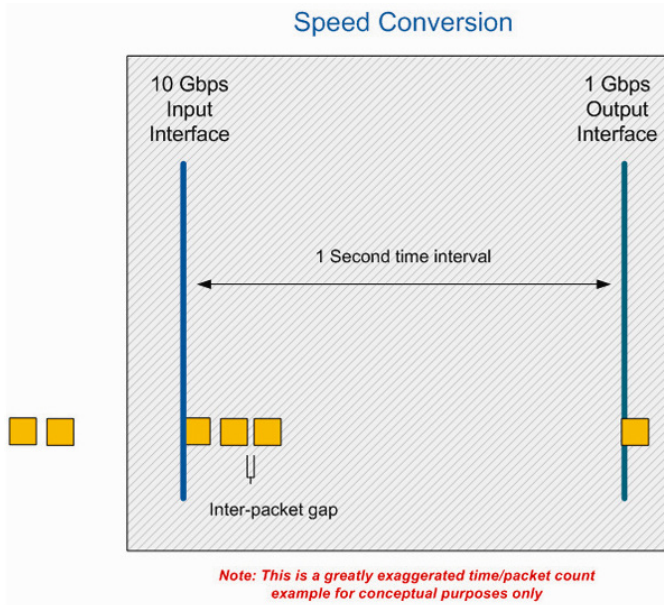 Speed Conversion
10 Gbps
Input
Interface
1 Gbps
Output
Interface
1 Second time interval
Inter-packet gap
Note: This is a greatly exaggerated time/packet count
example for conceptual purposes only